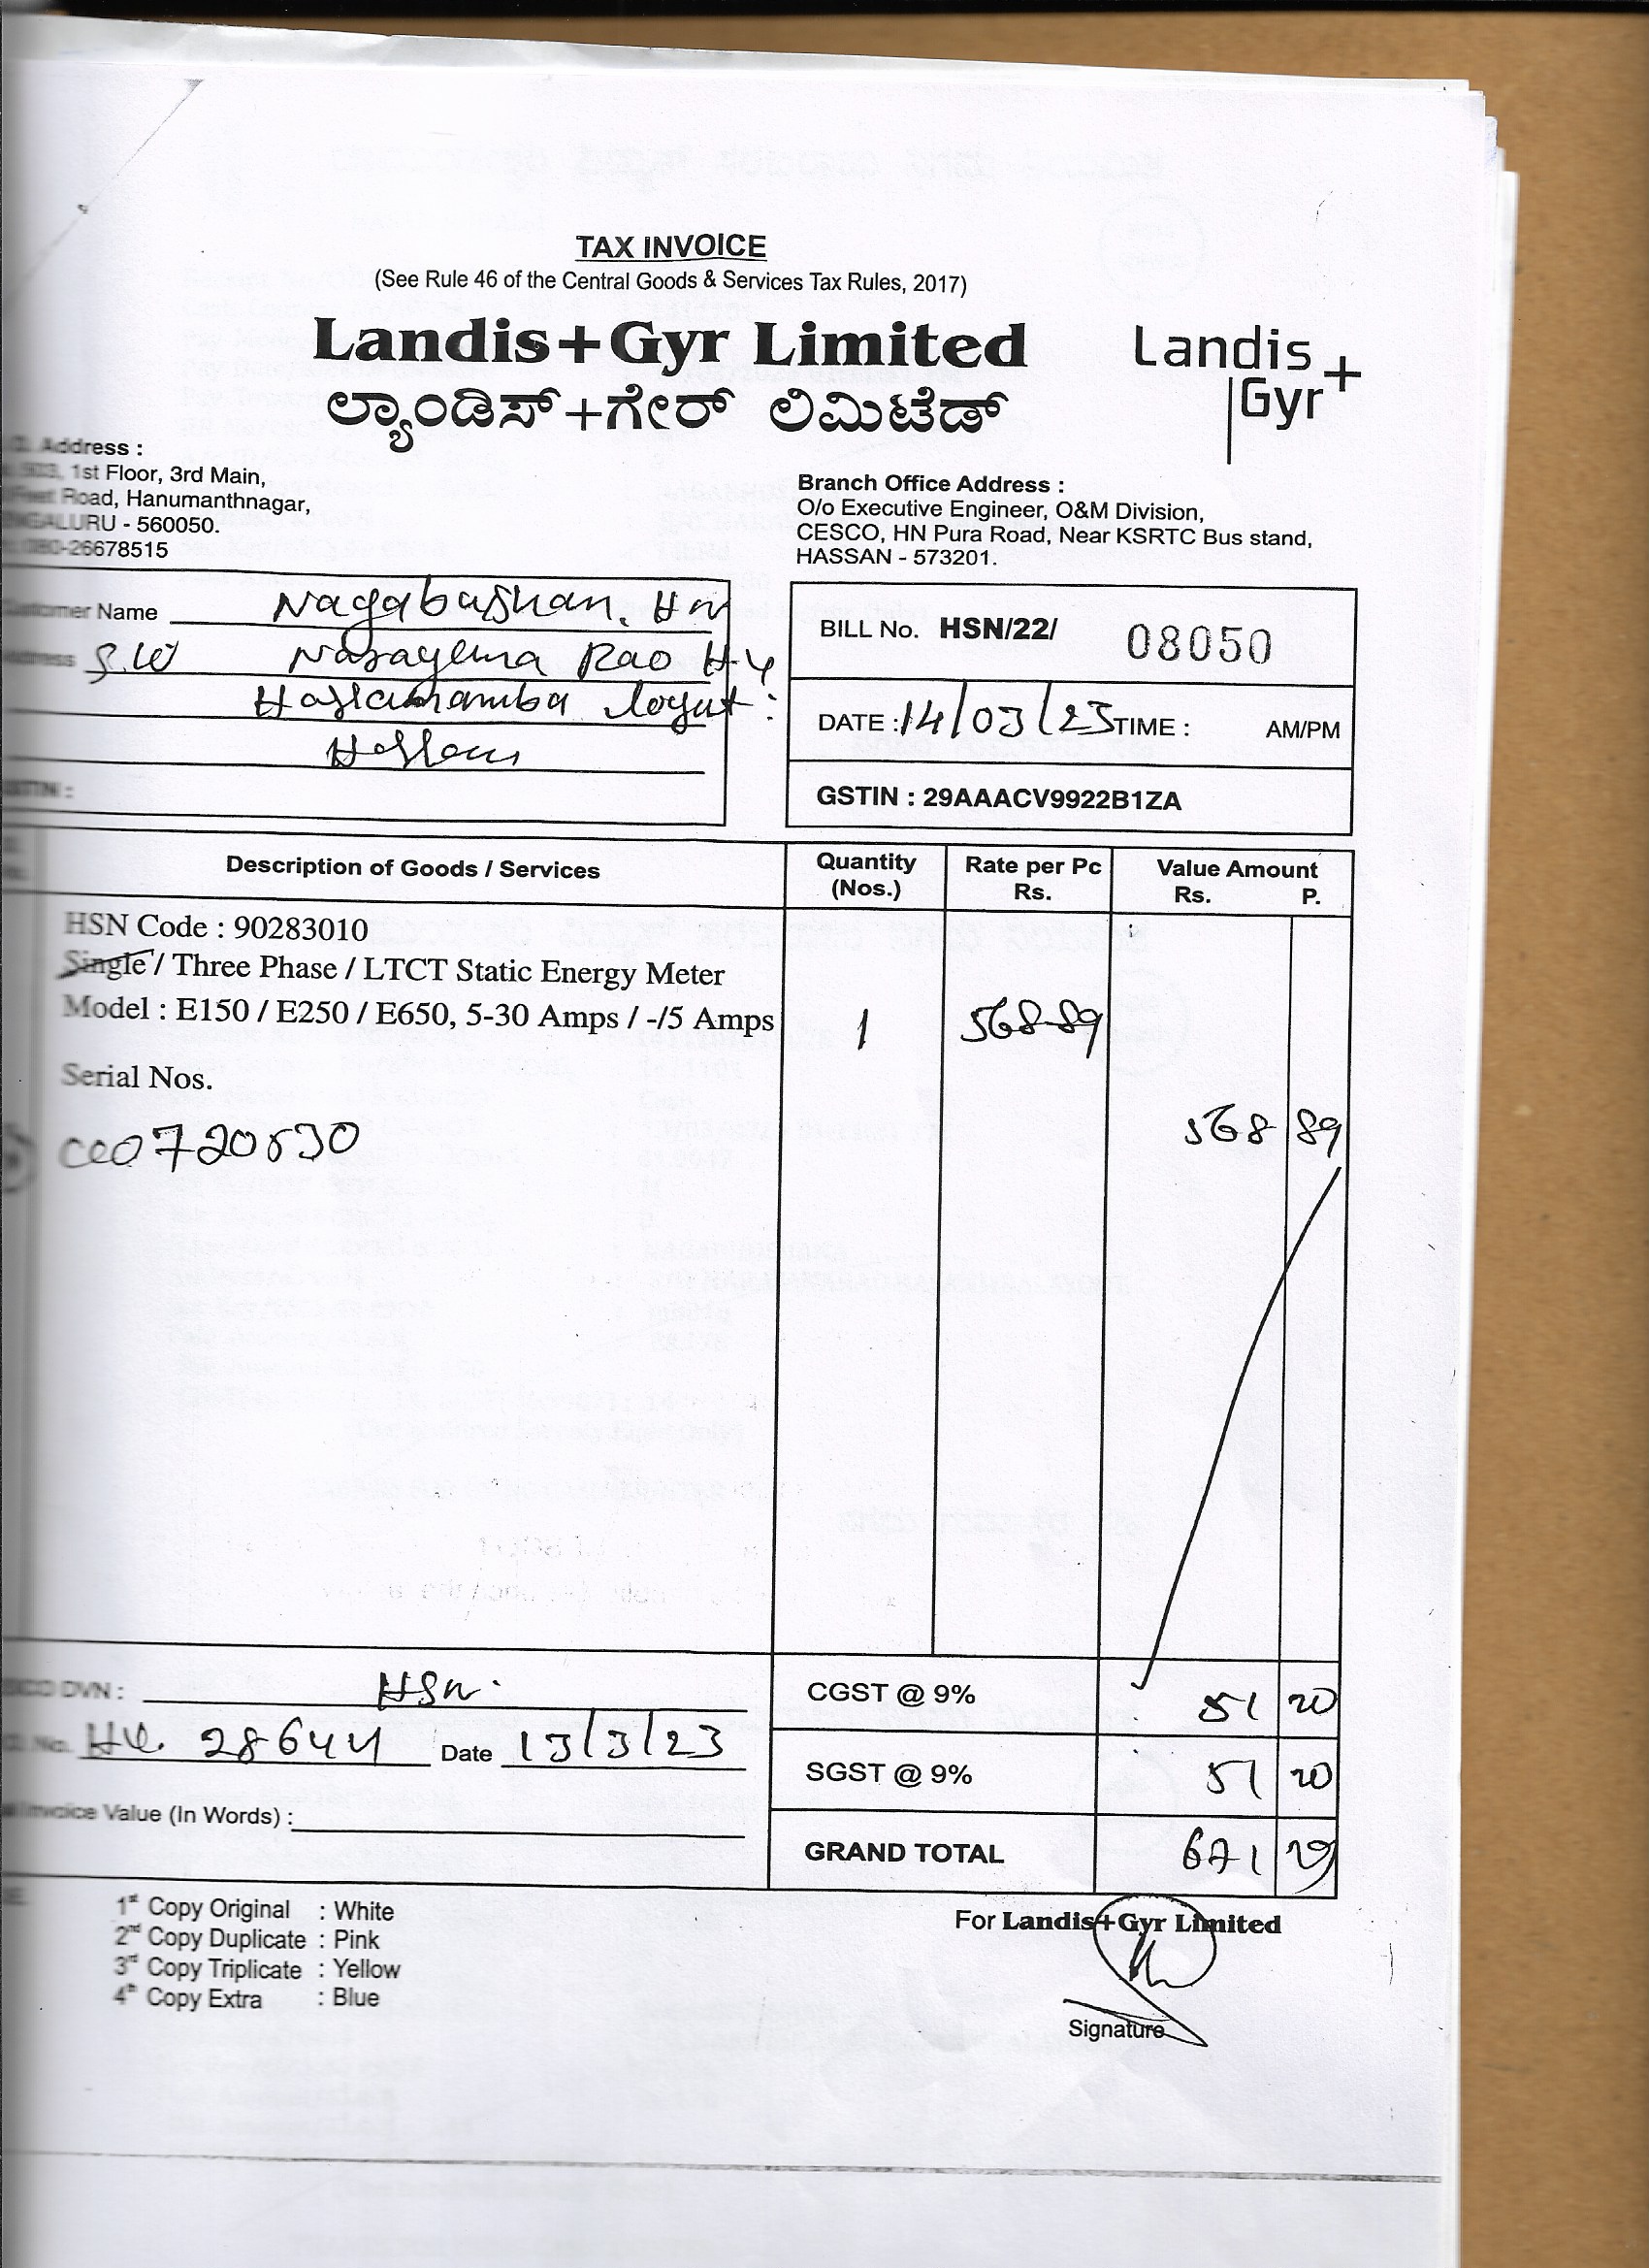 TAX INVOICE
(See Rule 46 of the Central Goods & Services Tax Rules, 2017)
Landis+Gyr Limited
ಲ್ಯಾಂಡಿಸ್+ಗೇರ್ ಲಿಮಿಟೆಡ್
Landis+
Gyr
Address :
1st Floor, 3rd Main,
Road, Hanumanthnagar,
- 560050.
080-26678515
Branch Office Address :
O/o Executive Engineer, O&M Division,
CESCO, HN Pura Road, Near KSRTC Bus stand,
HASSAN - 573201.
Name Nagabushan. HN
Narayana Rao
Hassan
GSTIN :
BILL No. HSN/22/ 08050
DATE : 14/03/23 TIME : AM/PM
GSTIN : 29AAACV9922B1ZA
Description of Goods / Services Quantity (Nos.) Rate per Pc Rs. Value Amount Rs. P.
HSN Code : 90283010
Single / Three Phase / LTCT Static Energy Meter
Model : E150 / E250 / E650, 5-30 Amps / -/5 Amps 1 568-89
Serial Nos.
568 89
DVN : HSN.
No. 28644 Date 13/3/23
Invoice Value (In Words) :
CGST @ 9% 51 20
SGST @ 9% 51 20
GRAND TOTAL 671 29
1st Copy Original : White
2nd Copy Duplicate : Pink
3rd Copy Triplicate : Yellow
4th Copy Extra : Blue
For Landis+Gyr Limited
Signature